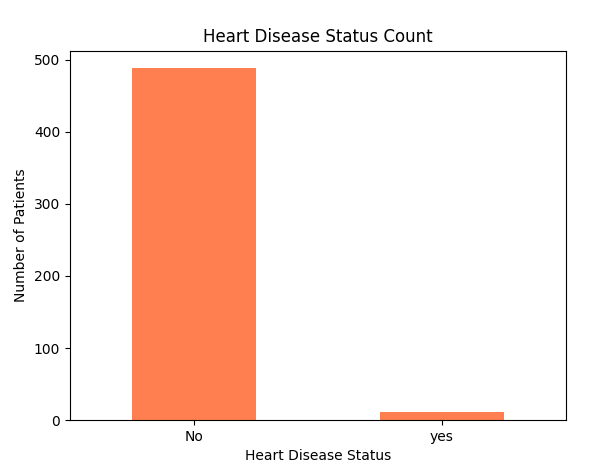 Heart Disease Status Count
500
400
300
200
100
0
Number of Patients
No yes
Heart Disease Status